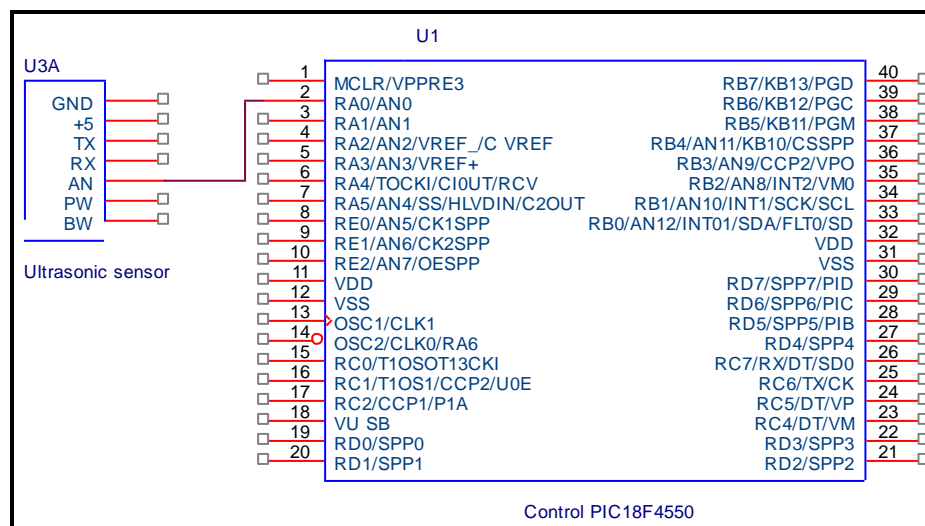 U1
U3A
GND
+5
TX
RX
AN
PW
BW
Ultrasonic sensor
1 MCLR/VPPRE3
2 RA0/AN0
3 RA1/AN1
4 RA2/AN2/VREF_/C VREF
5 RA3/AN3/VREF+
6 RA4/TOCKI/CI0UT/RCV
7 RA5/AN4/SS/HLVDIN/C2OUT
8 RE0/AN5/CK1SPP
9 RE1/AN6/CK2SPP
10 RE2/AN7/OESPP
11 VDD
12 VSS
13 OSC1/CLK1
14 OSC2/CLK0/RA6
15 RC0/T1OSOT13CKI
16 RC1/T1OS1/CCP2/U0E
17 RC2/CCP1/P1A
18 VU SB
19 RD0/SPP0
20 RD1/SPP1
RB7/KB13/PGD 40
RB6/KB12/PGC 39
RB5/KB11/PGM 38
RB4/AN11/KB10/CSSPP 37
RB3/AN9/CCP2/VPO 36
RB2/AN8/INT2/VM0 35
RB1/AN10/INT1/SCK/SCL 34
RB0/AN12/INT01/SDA/FLT0/SD 33
VDD 32
VSS 31
RD7/SPP7/PID 30
RD6/SPP6/PIC 29
RD5/SPP5/PIB 28
RD4/SPP4 27
RC7/RX/DT/SD0 26
RC6/TX/CK 25
RC5/DT/VP 24
RC4/DT/VM 23
RD3/SPP3 22
RD2/SPP2 21
Control PIC18F4550